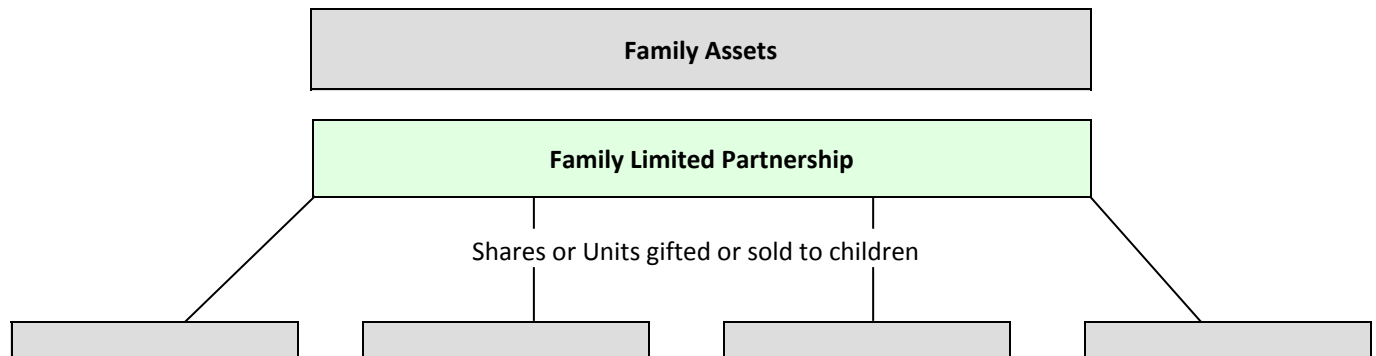 Family Assets
Family Limited Partnership
Shares or Units gifted or sold to children